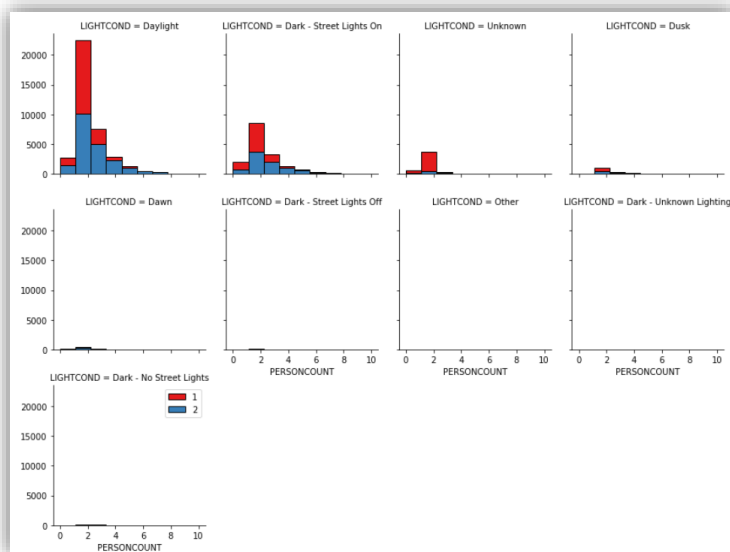 LIGHTCOND = Daylight
LIGHTCOND = Dark - Street Lights On
LIGHTCOND = Unknown
LIGHTCOND = Dusk
20000
15000
10000
5000
0
LIGHTCOND = Dawn
LIGHTCOND = Dark - Street Lights Off
LIGHTCOND = Other
LIGHTCOND = Dark - Unknown Lighting
20000
15000
10000
5000
0
0 2 4 6 8 10
0 2 4 6 8 10
0 2 4 6 8 10
PERSONCOUNT
PERSONCOUNT
PERSONCOUNT
LIGHTCOND = Dark - No Street Lights
1
2
20000
15000
10000
5000
0
0 2 4 6 8 10
PERSONCOUNT